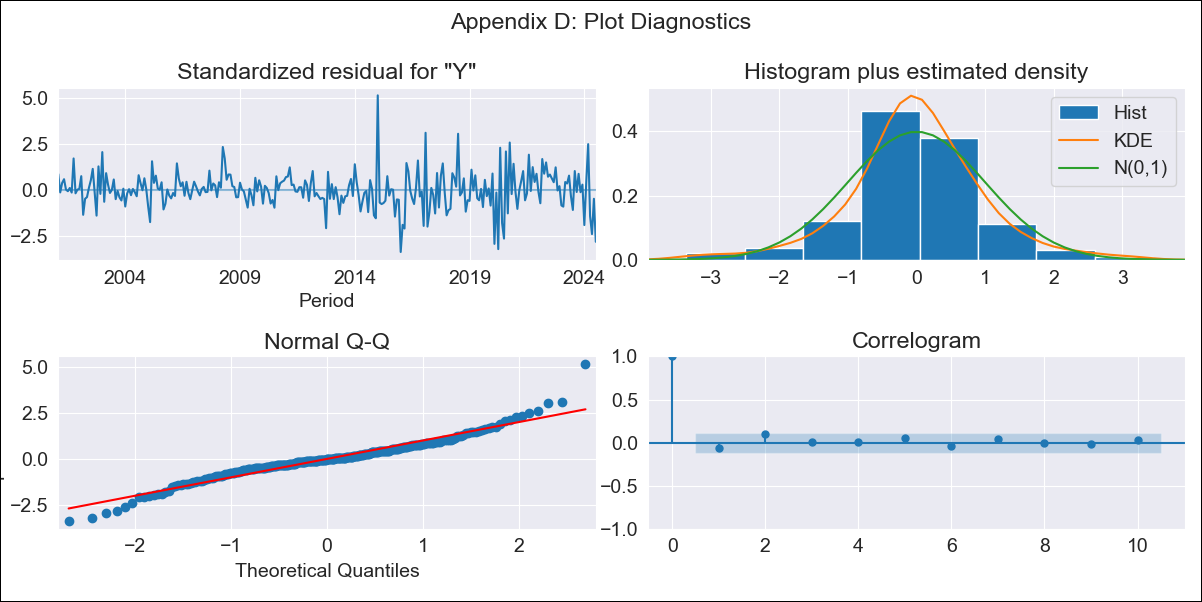 Appendix D: Plot Diagnostics
Standardized residual for "Y"
5.0
2.5
0.0
−2.5
2004 2009 2014 2019 2024
Period
Histogram plus estimated density
Hist
KDE
N(0,1)
0.4
0.2
0.0
−3 −2 −1 0 1 2 3
Normal Q-Q
5.0
2.5
0.0
−2.5
−2 −1 0 1 2
Theoretical Quantiles
Correlogram
1.0
0.5
0.0
−0.5
−1.0
0 2 4 6 8 10